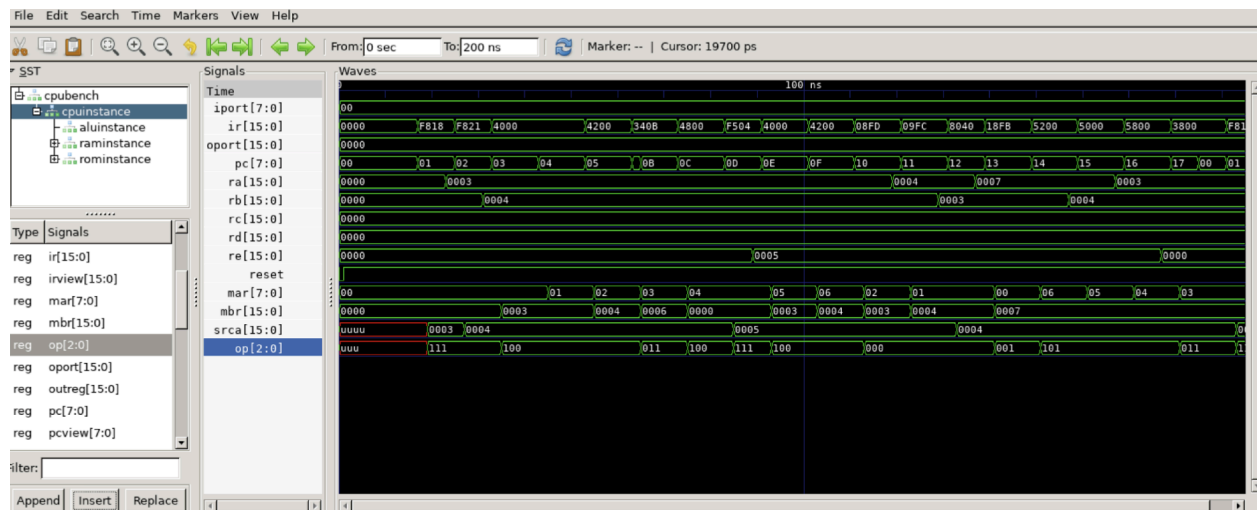 File Edit Search Time Markers View Help
From: 0 sec To: 200 ns Marker: -- | Cursor: 19700 ps
SST
cpubench
cpuinstance
aluinstance
raminstance
rominstance
Type Signals
reg ir[15:0]
reg irview[15:0]
reg mar[7:0]
reg mbr[15:0]
reg op[2:0]
reg oport[15:0]
reg outreg[15:0]
reg pc[7:0]
reg pcview[7:0]
Filter:
Append Insert Replace
Signals
Time
iport[7:0]
ir[15:0]
oport[15:0]
pc[7:0]
ra[15:0]
rb[15:0]
rc[15:0]
rd[15:0]
re[15:0]
reset
mar[7:0]
mbr[15:0]
srca[15:0]
op[2:0]
Waves
100 ns
00
0000 F818 F821 4000 4200 340B 4800 F504 4000 4200 08FD 09FC 8040 18FB 5200 5000 5800 3800 F81
0000
00 01 02 03 04 05 0B 0C 0D 0E 0F 10 11 12 13 14 15 16 17 00 01
0000 0003 0004 0007 0003
0000 0004 0003 0004
0000
0000
0000 0005 0000
00 01 02 03 04 05 06 02 01 00 06 05 04 03
0000 0003 0004 0006 0000 0003 0004 0003 0004 0007
uuuu 0003 0004 0005 0004
uuu 111 100 011 100 111 100 000 001 101 011